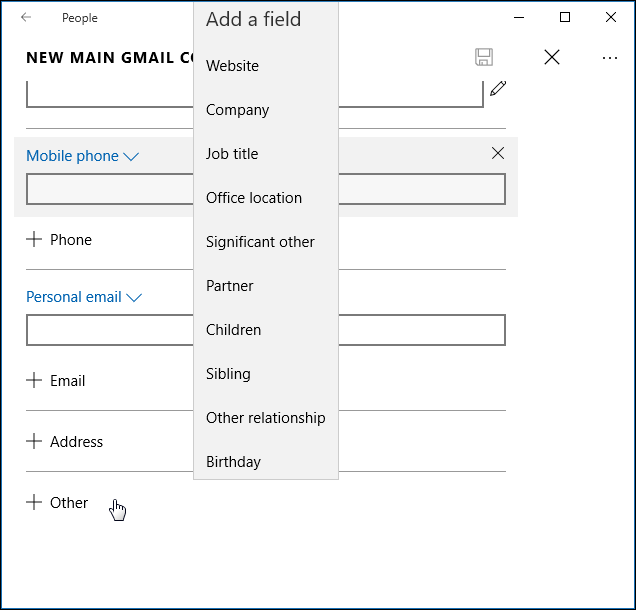 People
NEW MAIN GMAIL CO
Mobile phone
Phone
Personal email
Email
Address
Other
Add a field
Website
Company
Job title
Office location
Significant other
Partner
Children
Sibling
Other relationship
Birthday